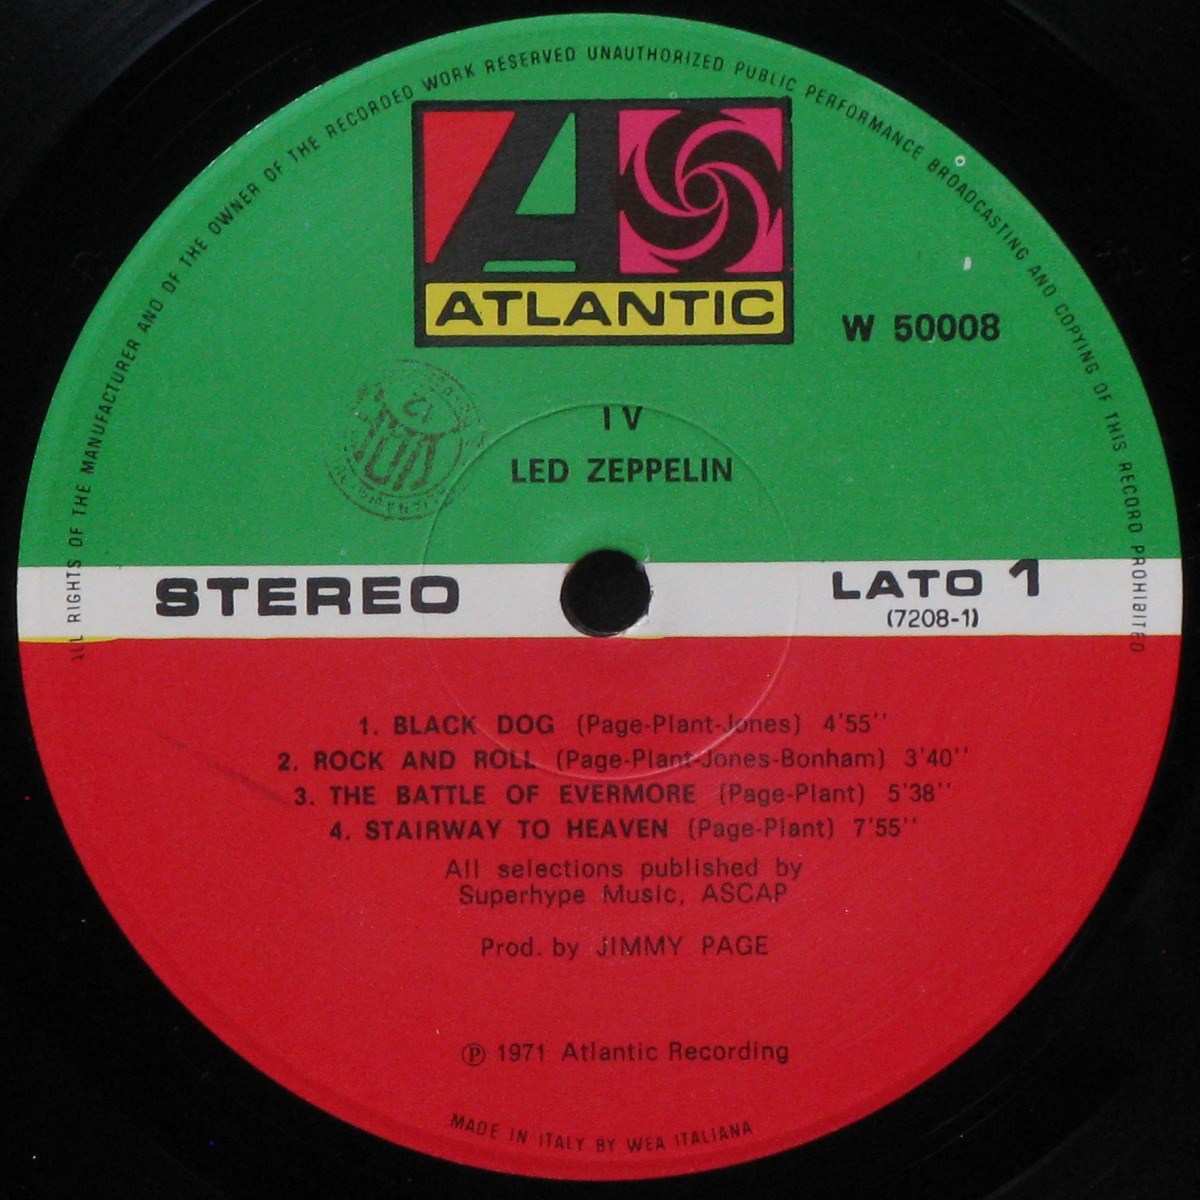 ALL RIGHTS OF THE MANUFACTURER AND OF THE OWNER OF THE RECORDED WORK RESERVED UNAUTHORIZED PUBLIC PERFORMANCE BROADCASTING AND COPYING OF THIS RECORD PROHIBITED
ATLANTIC
W 50008
IV
LED ZEPPELIN
STEREO
LATO 1
(7208-1)
1. BLACK DOG (Page-Plant-Jones) 4'55''
2. ROCK AND ROLL (Page-Plant-Jones-Bonham) 3'40''
3. THE BATTLE OF EVERMORE (Page-Plant) 5'38''
4. STAIRWAY TO HEAVEN (Page-Plant) 7'55''
All selections published by
Superhype Music, ASCAP
Prod. by JIMMY PAGE
℗ 1971 Atlantic Recording
MADE IN ITALY BY WEA ITALIANA